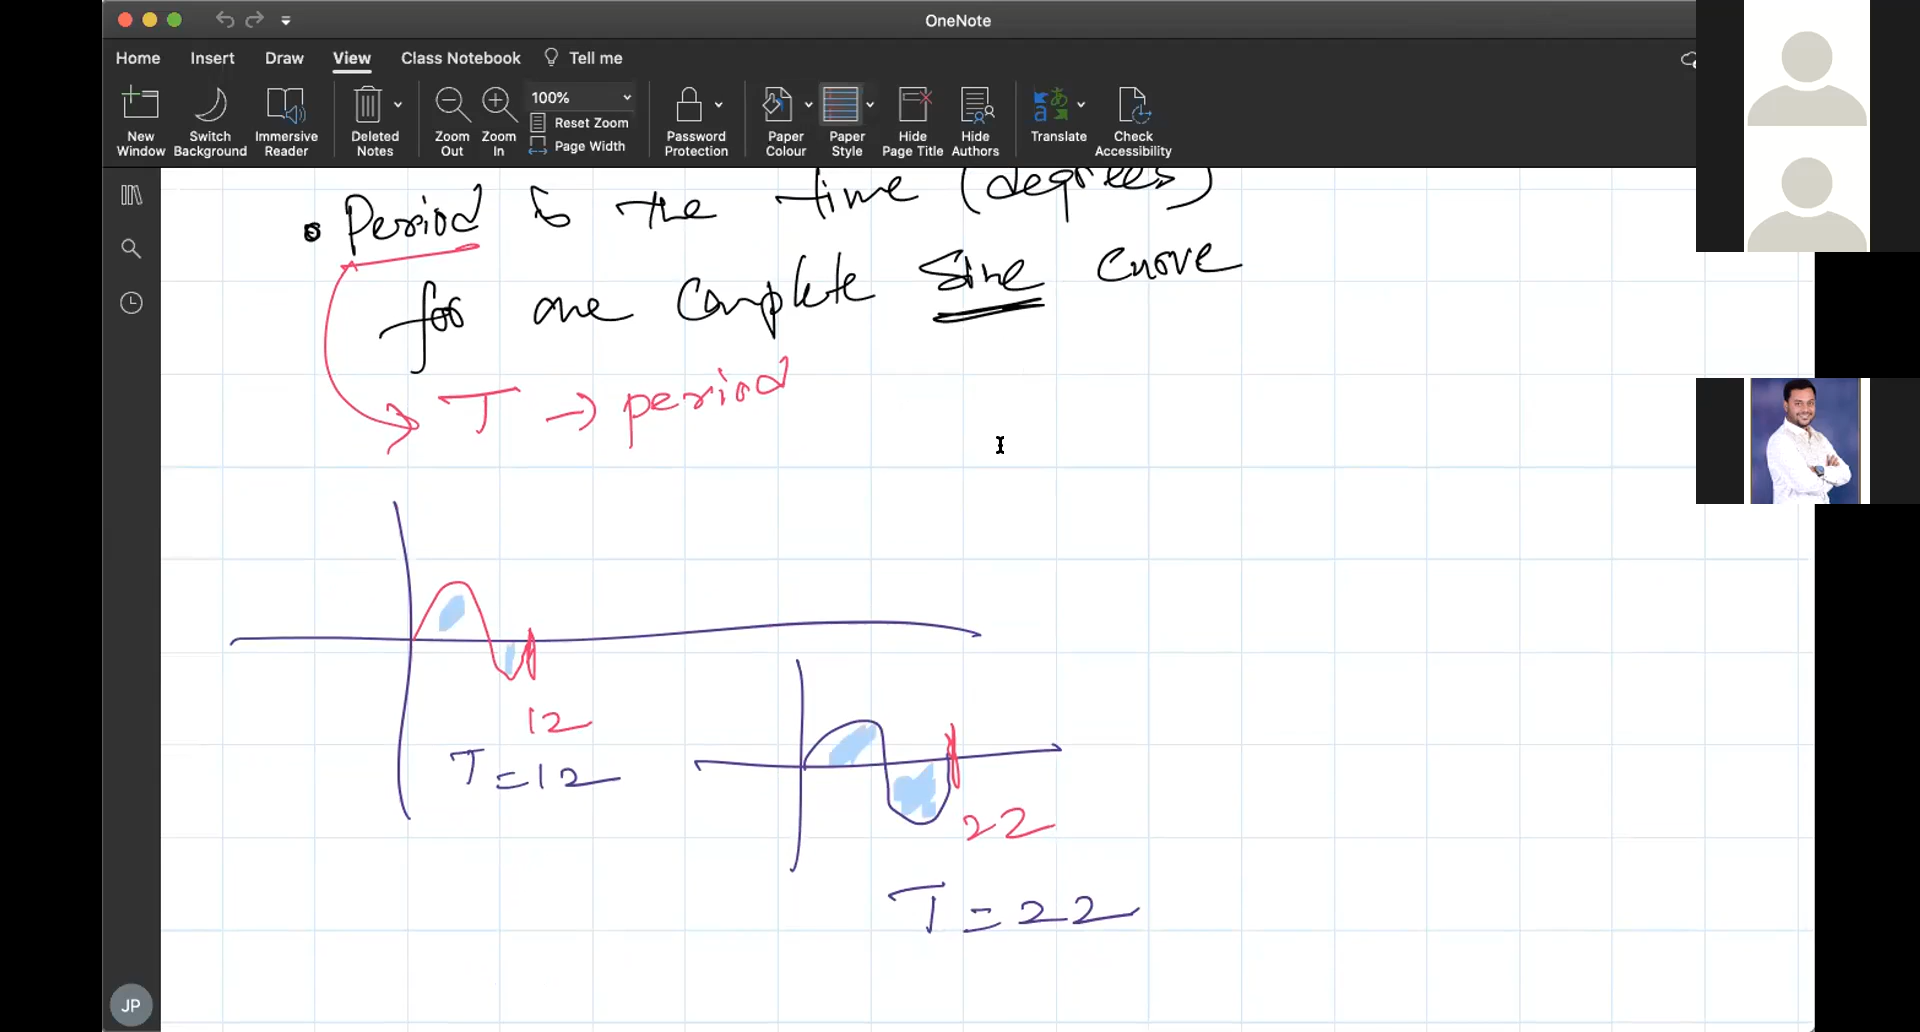 OneNote
Home Insert Draw View Class Notebook Tell me
New Window
Switch Background
Immersive Reader
Deleted Notes
Zoom Out
Zoom In
100%
Reset Zoom
Page Width
Password Protection
Paper Colour
Paper Style
Hide Page Title
Hide Authors
Translate
Check Accessibility
• Period is the time (degrees)
for one complete sine curve
T → period
12
T = 12
22
T = 22
JP